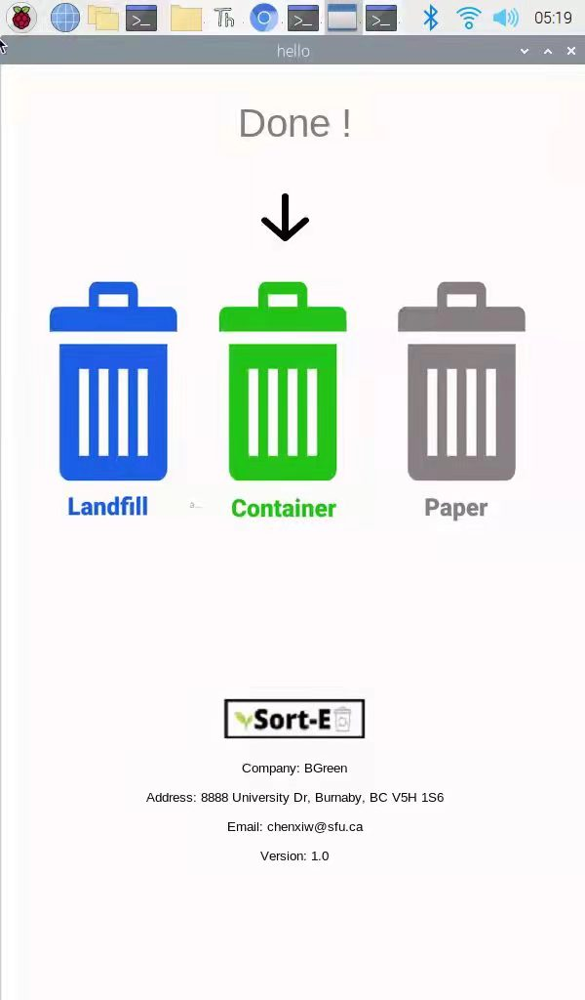 05:19
hello
Done !
Landfill
a...
Container
Paper
Sort-E
Company: BGreen
Address: 8888 University Dr, Burnaby, BC V5H 1S6
Email: chenxiw@sfu.ca
Version: 1.0